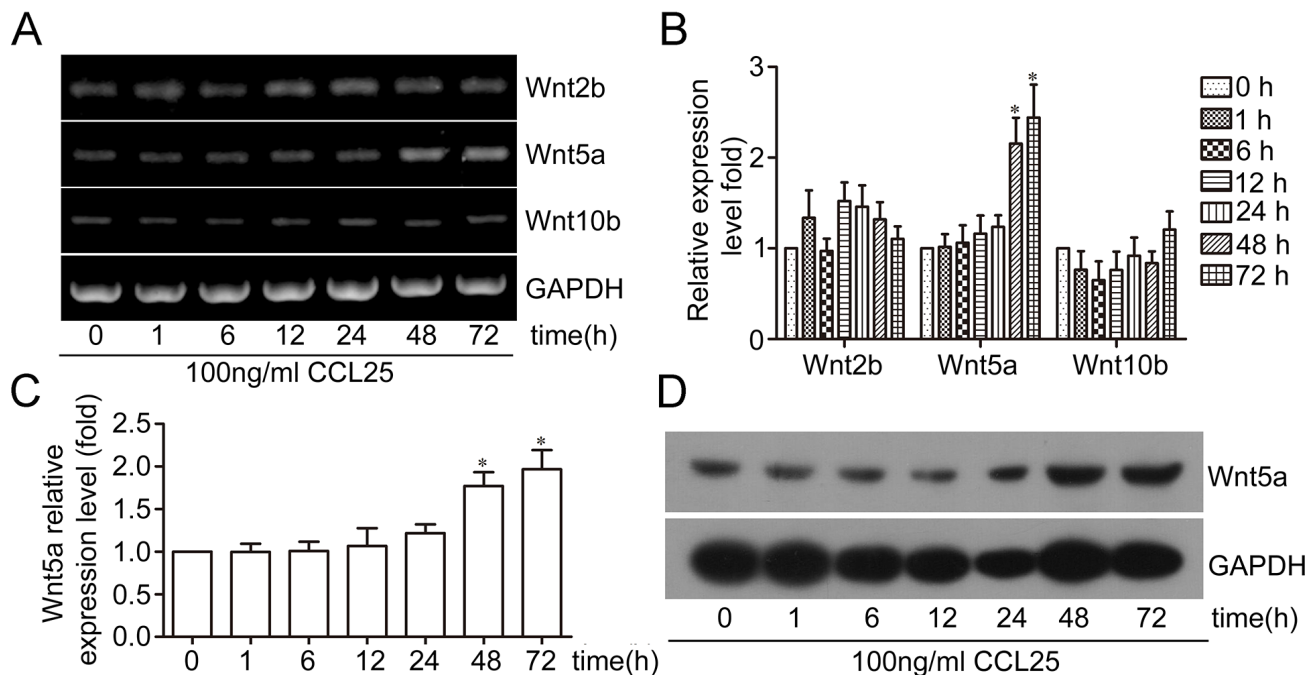 A
Wnt2b
Wnt5a
Wnt10b
GAPDH
0 1 6 12 24 48 72 time(h)
100ng/ml CCL25
B
Relative expression
level fold)
3
2
1
0
Wnt2b Wnt5a Wnt10b
* *
0 h
1 h
6 h
12 h
24 h
48 h
72 h
C
Wnt5a relative
expression level (fold)
2.5
2.0
1.5
1.0
0.5
0.0
* *
0 1 6 12 24 48 72 time(h)
D
Wnt5a
GAPDH
0 1 6 12 24 48 72 time(h)
100ng/ml CCL25